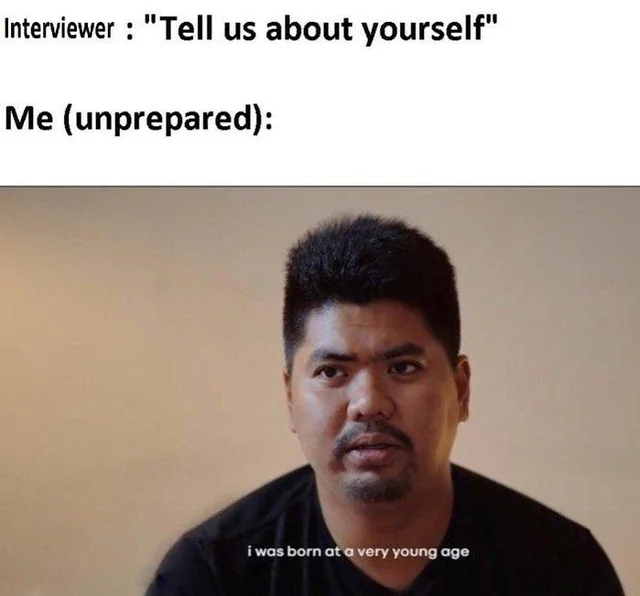 Interviewer : "Tell us about yourself"
Me (unprepared):
i was born at a very young age